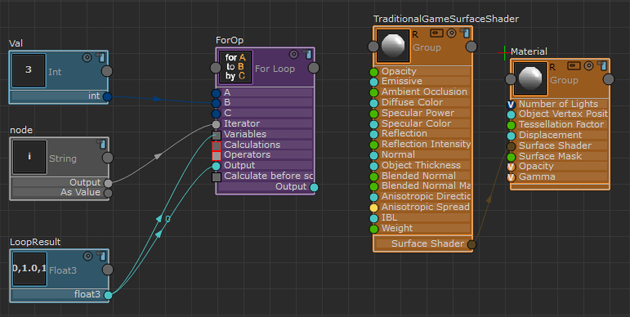 Val
3
Int
int
node
i
String
Output
As Value
LoopResult
0,1.0,1
Float3
float3
0
ForOp
for A
to B
by C
For Loop
A
B
C
Iterator
Variables
Calculations
Operators
Output
Calculate before sc
Output
TraditionalGameSurfaceShader
R
Group
Opacity
Emissive
Ambient Occlusion
Diffuse Color
Specular Power
Specular Color
Reflection
Reflection Intensity
Normal
Object Thickness
Blended Normal
Blended Normal Ma
Anisotropic Directi
Anisotropic Spread
IBL
Weight
Surface Shader
Material
R
Group
V Number of Lights
Object Vertex Posit
Tessellation Factor
Displacement
Surface Shader
Surface Mask
V Opacity
V Gamma